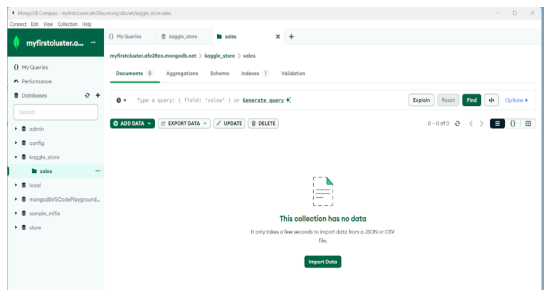 MongoDB Compass - myfirstcluster.afe28eo.mongodb.net/kaggle_store.sales
Connect Edit View Collection Help
myfirstcluster.a...
My Queries
kaggle_store
sales
myfirstcluster.afe28eo.mongodb.net > kaggle_store > sales
My Queries
Performance
Databases
Search
admin
config
kaggle_store
sales
local
mongodbVSCodePlayground...
sample_mflix
store
Documents 0 Aggregations Schema Indexes 1 Validation
Type a query: { field: 'value' } or Generate query
Explain Reset Find Options
ADD DATA EXPORT DATA UPDATE DELETE
0 - 0 of 0
This collection has no data
It only takes a few seconds to import data from a JSON or CSV
file.
Import Data